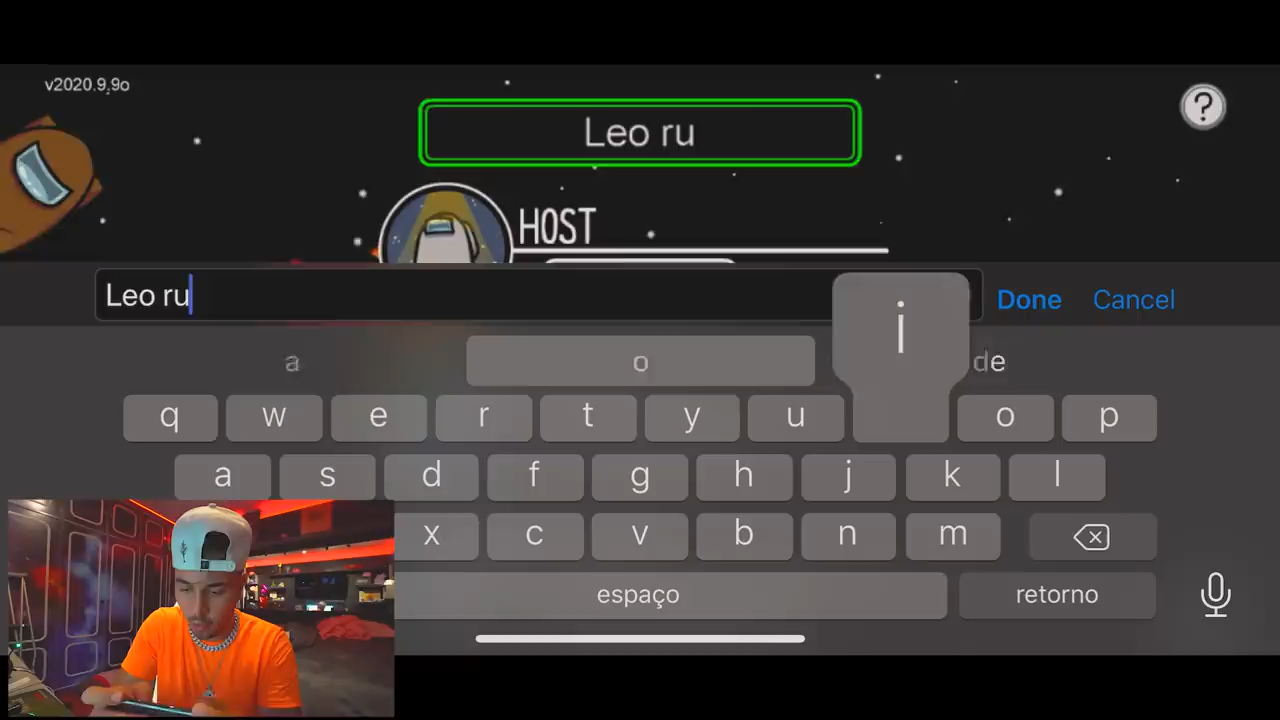 v2020.9.9o
?
Leo ru
HOST
Leo ru
Done
Cancel
i
a
o
de
q w e r t y u o p
a s d f g h j k l
x c v b n m
espaço
retorno